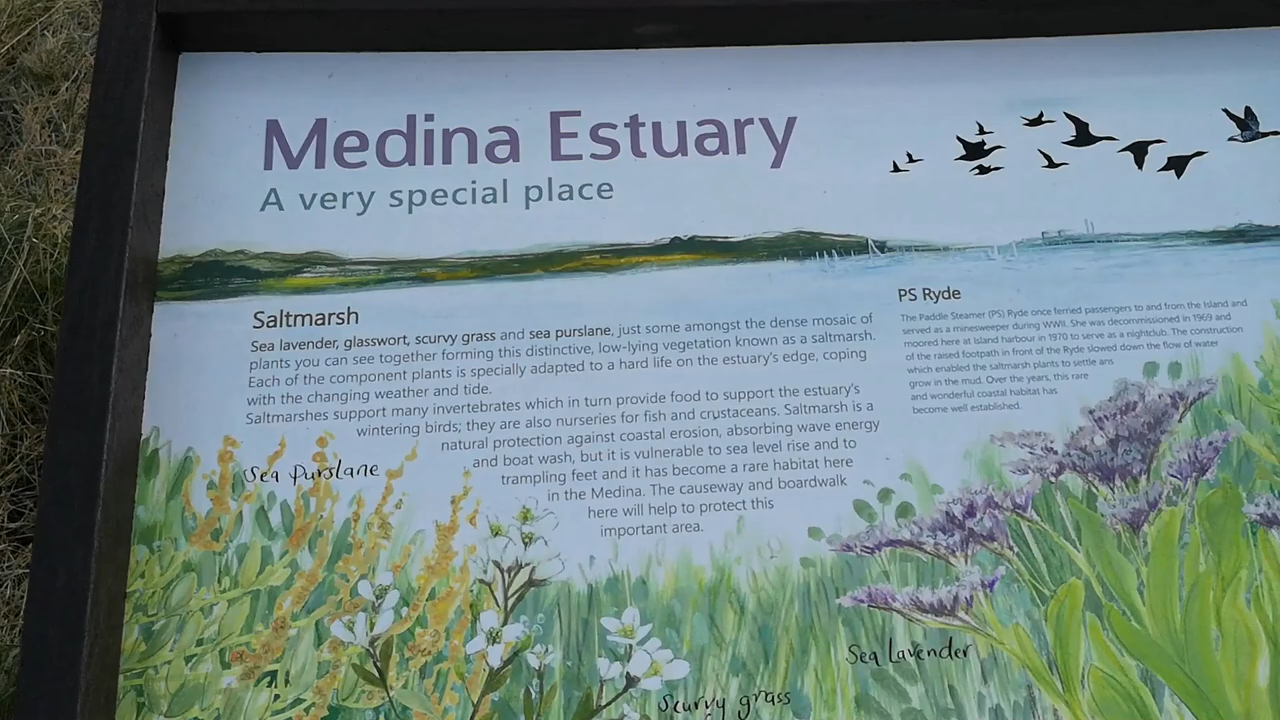 Medina Estuary
A very special place
Saltmarsh
Sea lavender, glasswort, scurvy grass and sea purslane, just some amongst the dense mosaic of
plants you can see together forming this distinctive, low-lying vegetation known as a saltmarsh.
Each of the component plants is specially adapted to a hard life on the estuary's edge, coping
with the changing weather and tide.
Saltmarshes support many invertebrates which in turn provide food to support the estuary's
wintering birds; they are also nurseries for fish and crustaceans. Saltmarsh is a
natural protection against coastal erosion, absorbing wave energy
and boat wash, but it is vulnerable to sea level rise and to
trampling feet and it has become a rare habitat here
in the Medina. The causeway and boardwalk
here will help to protect this
important area.
PS Ryde
The Paddle Steamer (PS) Ryde once ferried passengers to and from the Island and
served as a minesweeper during WWII. She was decommissioned in 1969 and
moored here at Island harbour in 1970 to serve as a nightclub. The construction
of the raised footpath in front of the Ryde slowed down the flow of water
which enabled the saltmarsh plants to settle ans
grow in the mud. Over the years, this rare
and wonderful coastal habitat has
become well established.
Sea Purslane
Sea Lavender
Scurvy grass